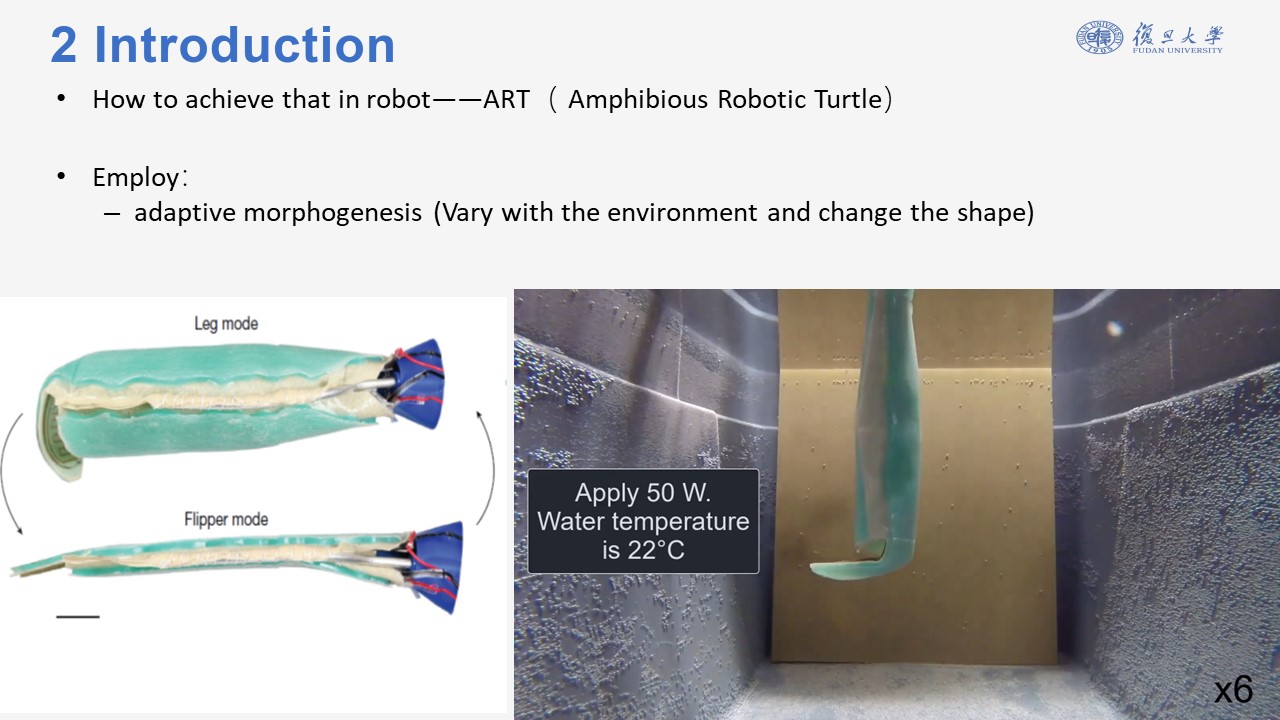 2 Introduction
復旦大學
FUDAN UNIVERSITY
• How to achieve that in robot——ART （ Amphibious Robotic Turtle）
• Employ：
– adaptive morphogenesis (Vary with the environment and change the shape)
Leg mode
Flipper mode
Apply 50 W.
Water temperature
is 22°C
x6